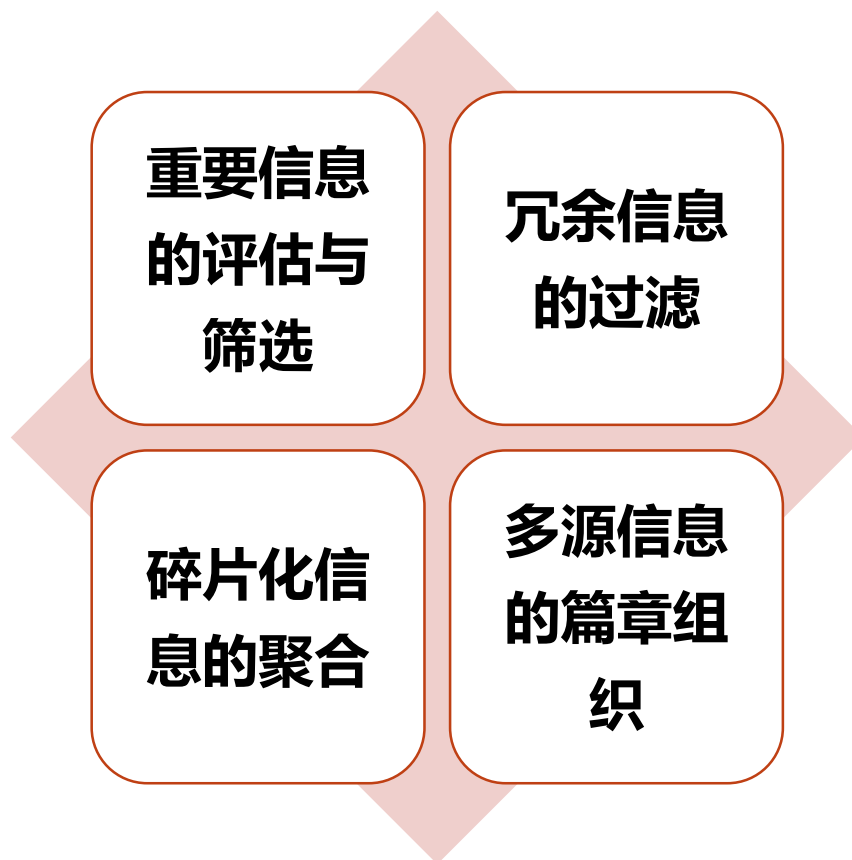 重要信息
的评估与
筛选
冗余信息
的过滤
碎片化信
息的聚合
多源信息
的篇章组
织